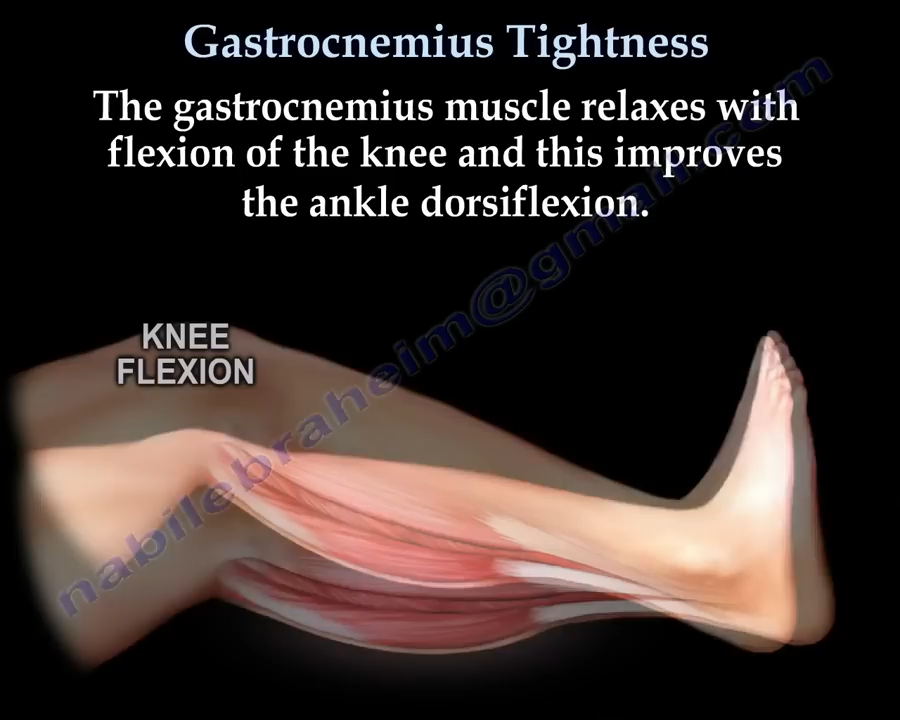 Gastrocnemius Tightness
The gastrocnemius muscle relaxes with
flexion of the knee and this improves
the ankle dorsiflexion.
KNEE
FLEXION
nabilebraheim@gmail.com